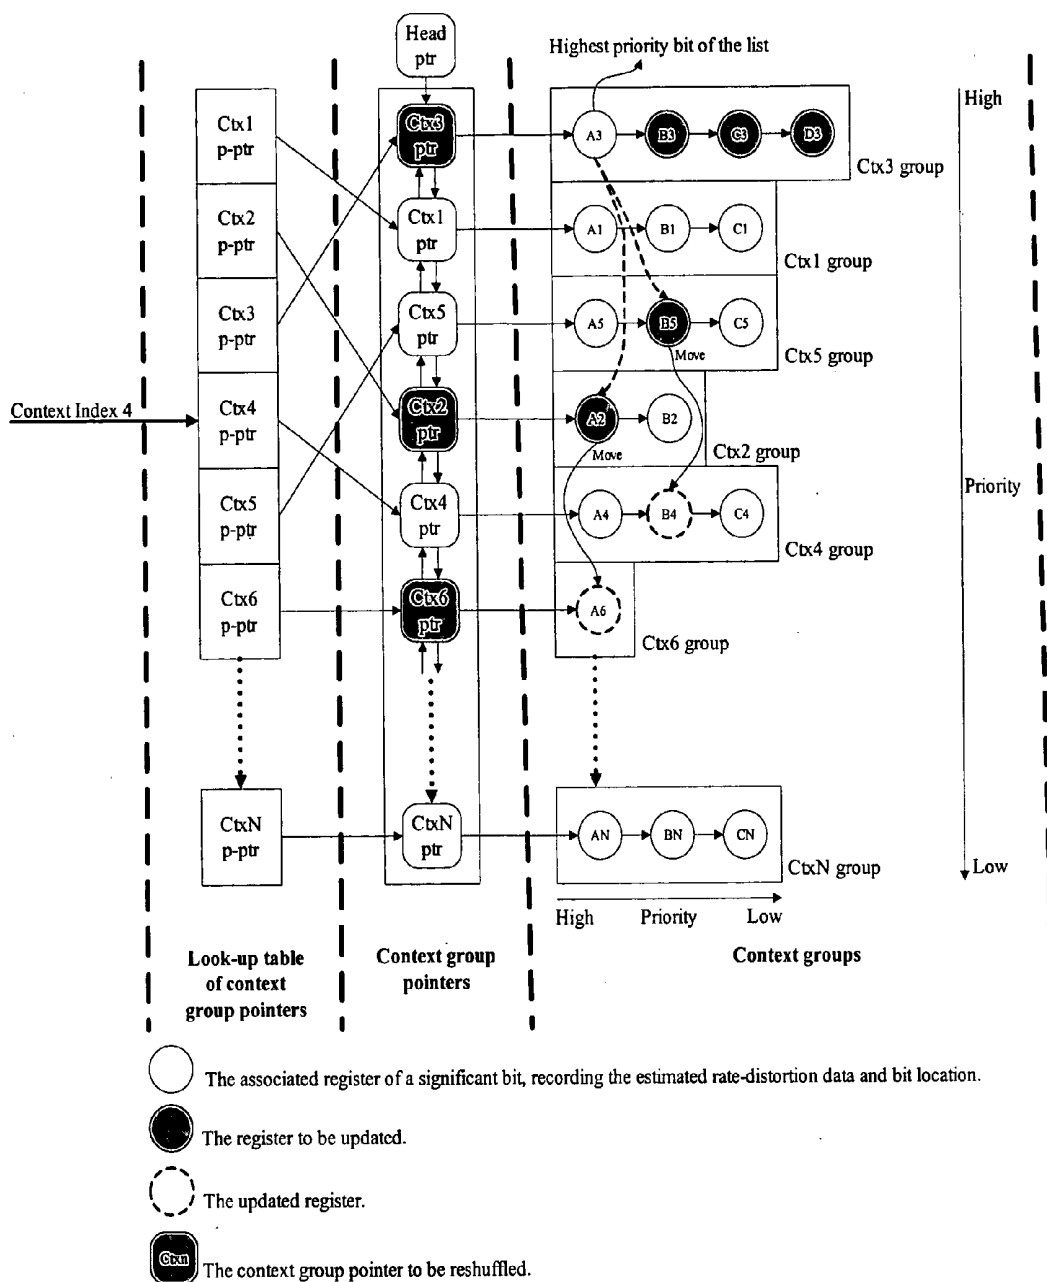 Head
ptr
Highest priority bit of the list
High
Ctx1
p-ptr
Ctx3
ptr
A3
B3
C3
D3
Ctx3 group
Ctx2
p-ptr
Ctx1
ptr
A1
B1
C1
Ctx1 group
Ctx3
p-ptr
Ctx5
ptr
A5
B5
C5
Move
Ctx5 group
Context Index 4
Ctx4
p-ptr
Ctx2
ptr
A2
B2
Move
Ctx2 group
Priority
Ctx5
p-ptr
Ctx4
ptr
A4
B4
C4
Ctx4 group
Ctx6
p-ptr
Ctx6
ptr
A6
Ctx6 group
CtxN
p-ptr
CtxN
ptr
AN
BN
CN
CtxN group
Low
High Priority Low
Look-up table
of context
group pointers
Context group
pointers
Context groups
The associated register of a significant bit, recording the estimated rate-distortion data and bit location.
The register to be updated.
The updated register.
Ctxn
The context group pointer to be reshuffled.